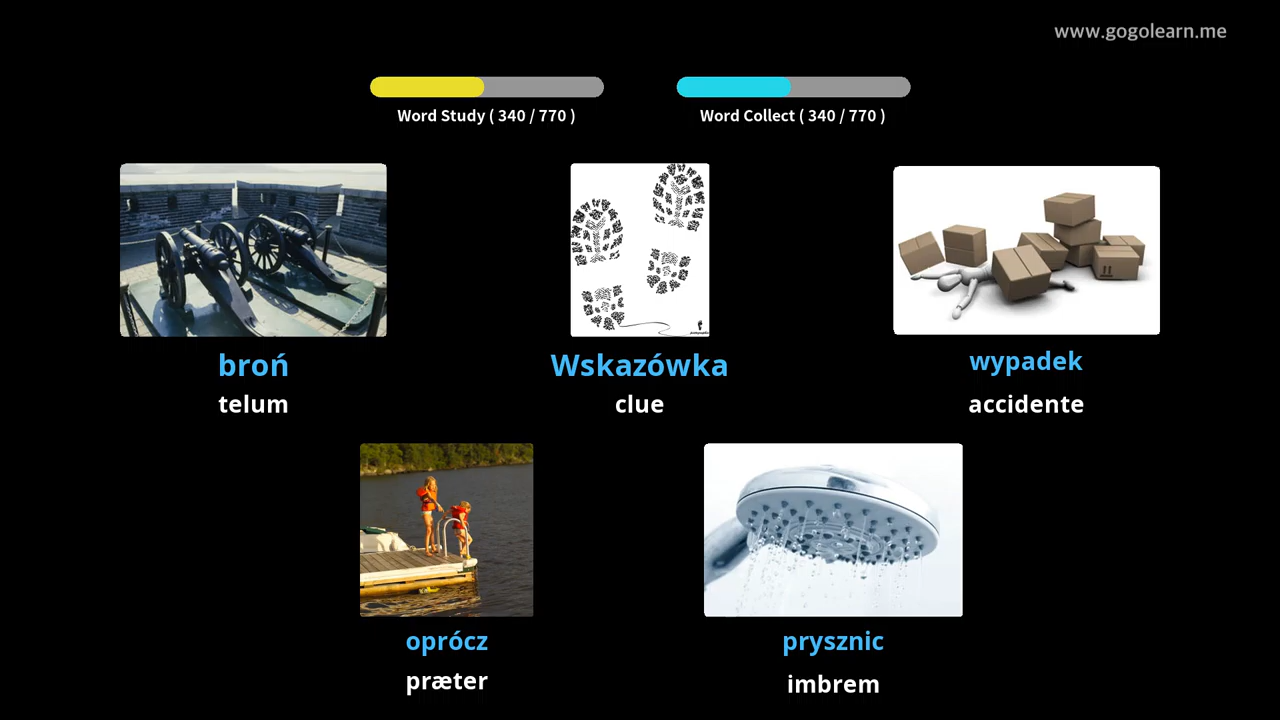 www.gogolearn.me
Word Study ( 340 / 770 )
Word Collect ( 340 / 770 )
broń
telum
Wskazówka
clue
wypadek
accidente
oprócz
præter
prysznic
imbrem